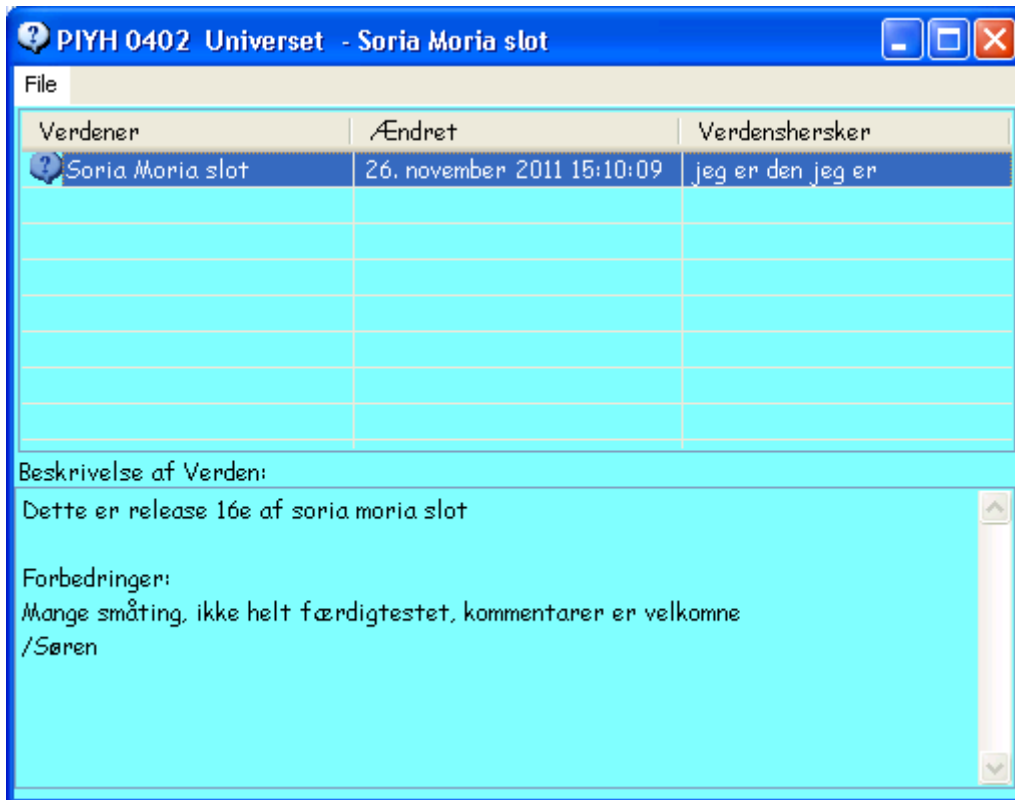 PIYH 0402 Universet - Soria Moria slot
File
Verdener Ændret Verdenshersker
Soria Moria slot 26. november 2011 15:10:09 jeg er den jeg er
Beskrivelse af Verden:
Dette er release 16e af soria moria slot
Forbedringer:
Mange småting, ikke helt færdigtestet, kommentarer er velkomne
/Søren